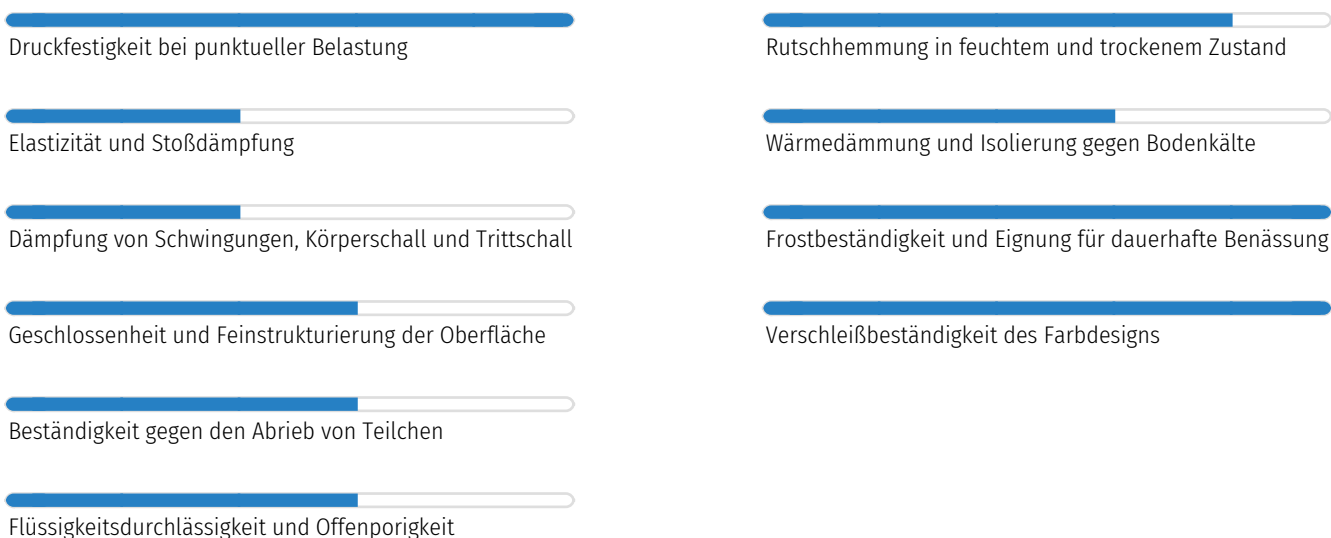 Druckfestigkeit bei punktueller Belastung
Elastizität und Stoßdämpfung
Dämpfung von Schwingungen, Körperschall und Trittschall
Geschlossenheit und Feinstrukturierung der Oberfläche
Beständigkeit gegen den Abrieb von Teilchen
Flüssigkeitsdurchlässigkeit und Offenporigkeit
Rutschhemmung in feuchtem und trockenem Zustand
Wärmedämmung und Isolierung gegen Bodenkälte
Frostbeständigkeit und Eignung für dauerhafte Benässung
Verschleißbeständigkeit des Farbdesigns